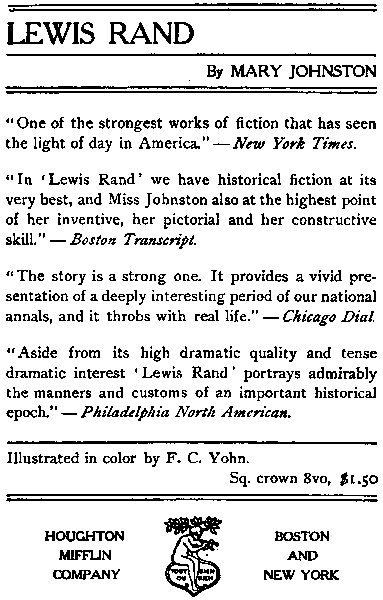 LEWIS RAND
By MARY JOHNSTON
"One of the strongest works of fiction that has seen
the light of day in America."—New York Times.
"In 'Lewis Rand' we have historical fiction at its
very best, and Miss Johnston also at the highest point
of her inventive, her pictorial and her constructive
skill."—Boston Transcript.
"The story is a strong one. It provides a vivid pre-
sentation of a deeply interesting period of our national
annals, and it throbs with real life."—Chicago Dial.
"Aside from its high dramatic quality and tense
dramatic interest 'Lewis Rand' portrays admirably
the manners and customs of an important historical
epoch."—Philadelphia North American.
Illustrated in color by F. C. Yohn.
Sq. crown 8vo, $1.50
HOUGHTON
MIFFLIN
COMPANY
TOUT BIEN
OU RIEN
BOSTON
AND
NEW YORK